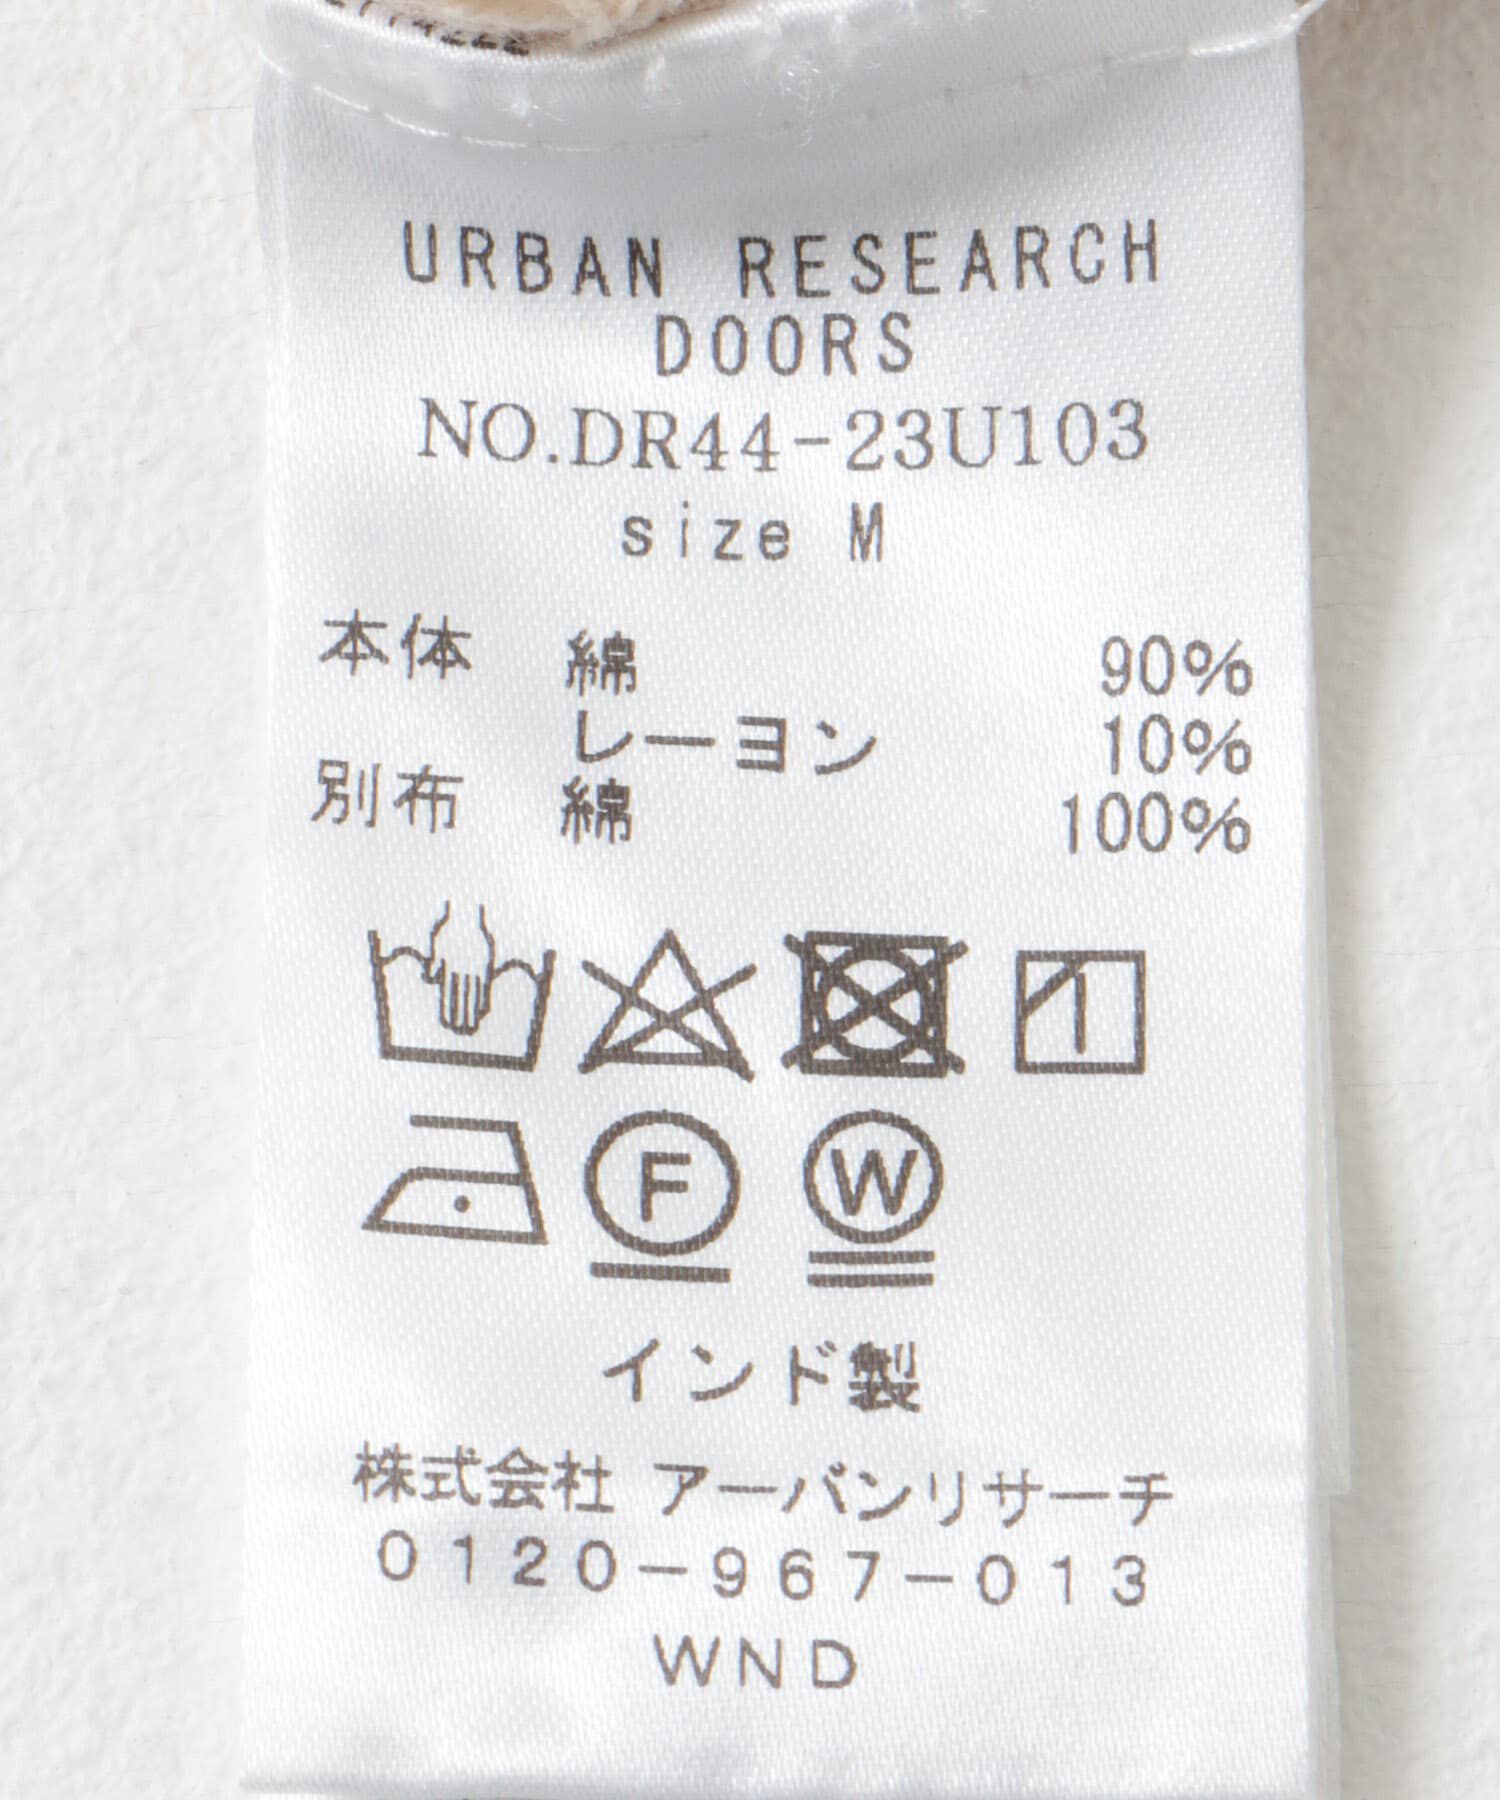 URBAN RESEARCH
DOORS
NO.DR44-23U103
size M
本体 綿 90%
レーヨン 10%
別布 綿 100%
F W
インド製
株式会社 アーバンリサーチ
0120-967-013
WND